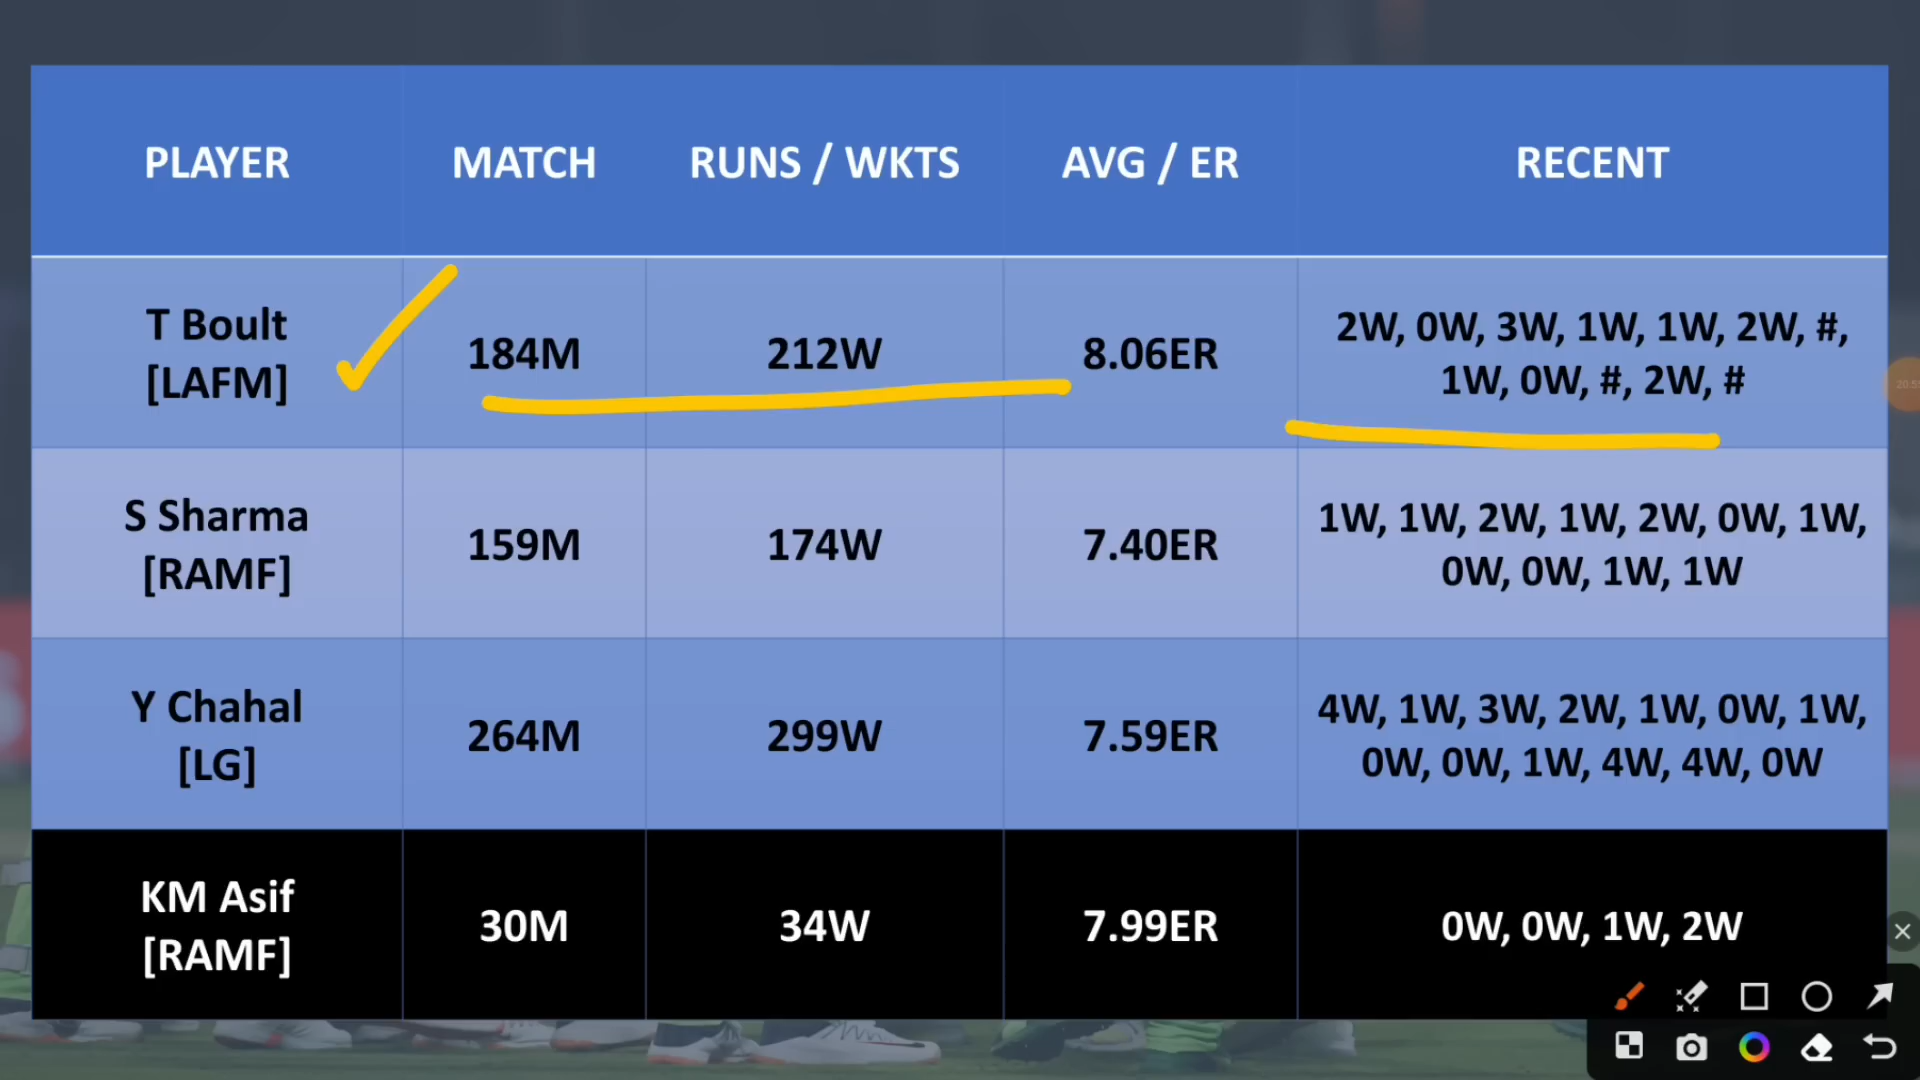 PLAYER MATCH RUNS / WKTS AVG / ER RECENT
T Boult
[LAFM] 184M 212W 8.06ER 2W, 0W, 3W, 1W, 1W, 2W, #,
1W, 0W, #, 2W, #
S Sharma
[RAMF] 159M 174W 7.40ER 1W, 1W, 2W, 1W, 2W, 0W, 1W,
0W, 0W, 1W, 1W
Y Chahal
[LG] 264M 299W 7.59ER 4W, 1W, 3W, 2W, 1W, 0W, 1W,
0W, 0W, 1W, 4W, 4W, 0W
KM Asif
[RAMF] 30M 34W 7.99ER 0W, 0W, 1W, 2W